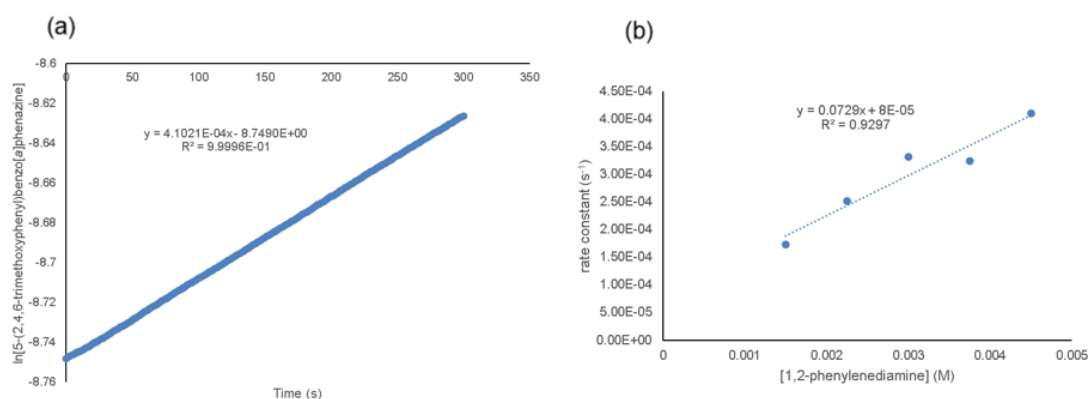 (a)
-8.6
0 50 100 150 200 250 300 350
-8.62
y = 4.1021E-04x - 8.7490E+00
R² = 9.9996E-01
-8.64
-8.66
-8.68
-8.7
-8.72
-8.74
-8.76
ln[5-(2,4,6-trimethoxyphenyl)benzo[a]phenazine]
Time (s)
(b)
4.50E-04
y = 0.0729x + 8E-05
R² = 0.9297
4.00E-04
3.50E-04
3.00E-04
2.50E-04
2.00E-04
1.50E-04
1.00E-04
5.00E-05
0.00E+00
rate constant (s⁻¹)
0 0.001 0.002 0.003 0.004 0.005
[1,2-phenylenediamine] (M)